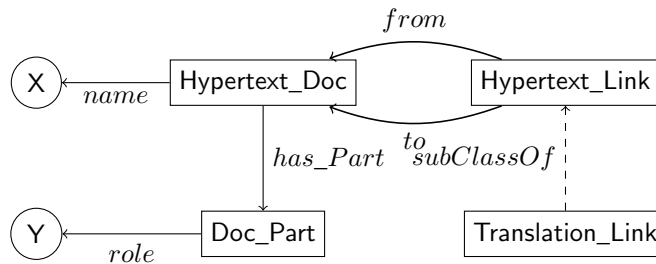 from
X
Hypertext_Doc
Hypertext_Link
name
to
has_Part
subClassOf
Y
Doc_Part
Translation_Link
role